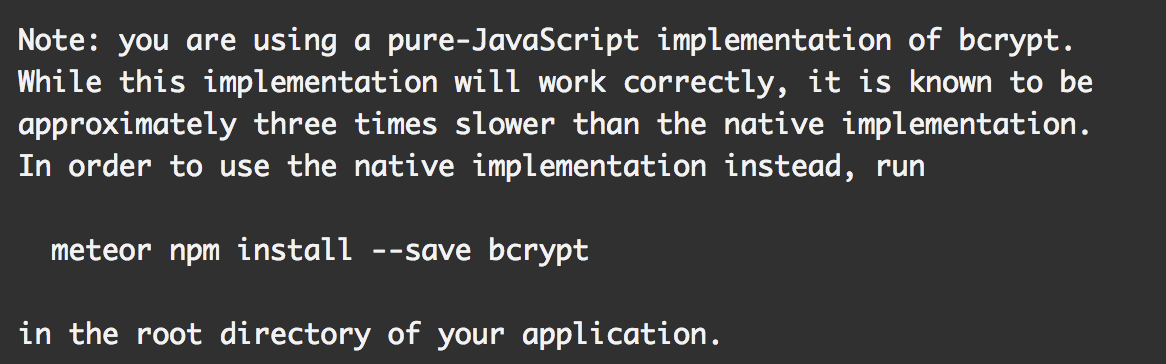 Note: you are using a pure-JavaScript implementation of bcrypt.
While this implementation will work correctly, it is known to be
approximately three times slower than the native implementation.
In order to use the native implementation instead, run
meteor npm install --save bcrypt
in the root directory of your application.